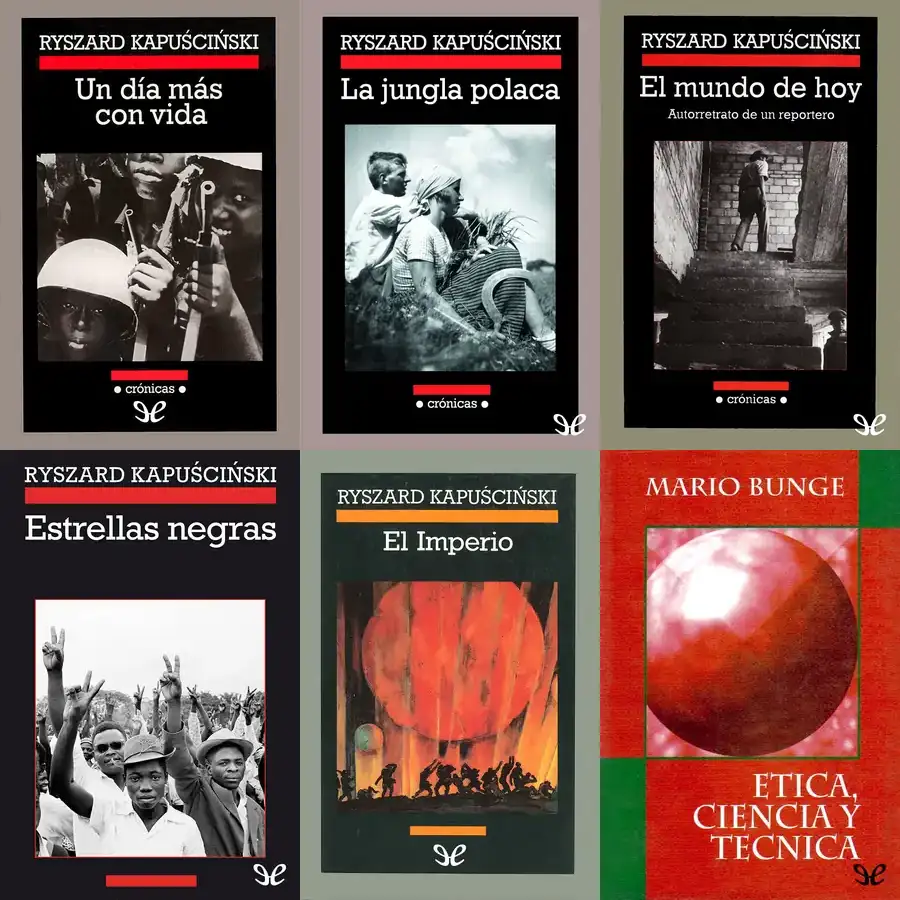 RYSZARD KAPUŚCIŃSKI
Un día más
con vida
• crónicas •
RYSZARD KAPUŚCIŃSKI
La jungla polaca
• crónicas •
RYSZARD KAPUŚCIŃSKI
El mundo de hoy
Autorretrato de un reportero
• crónicas •
RYSZARD KAPUŚCIŃSKI
Estrellas negras
RYSZARD KAPUŚCIŃSKI
El Imperio
MARIO BUNGE
ETICA,
CIENCIA Y
TECNICA